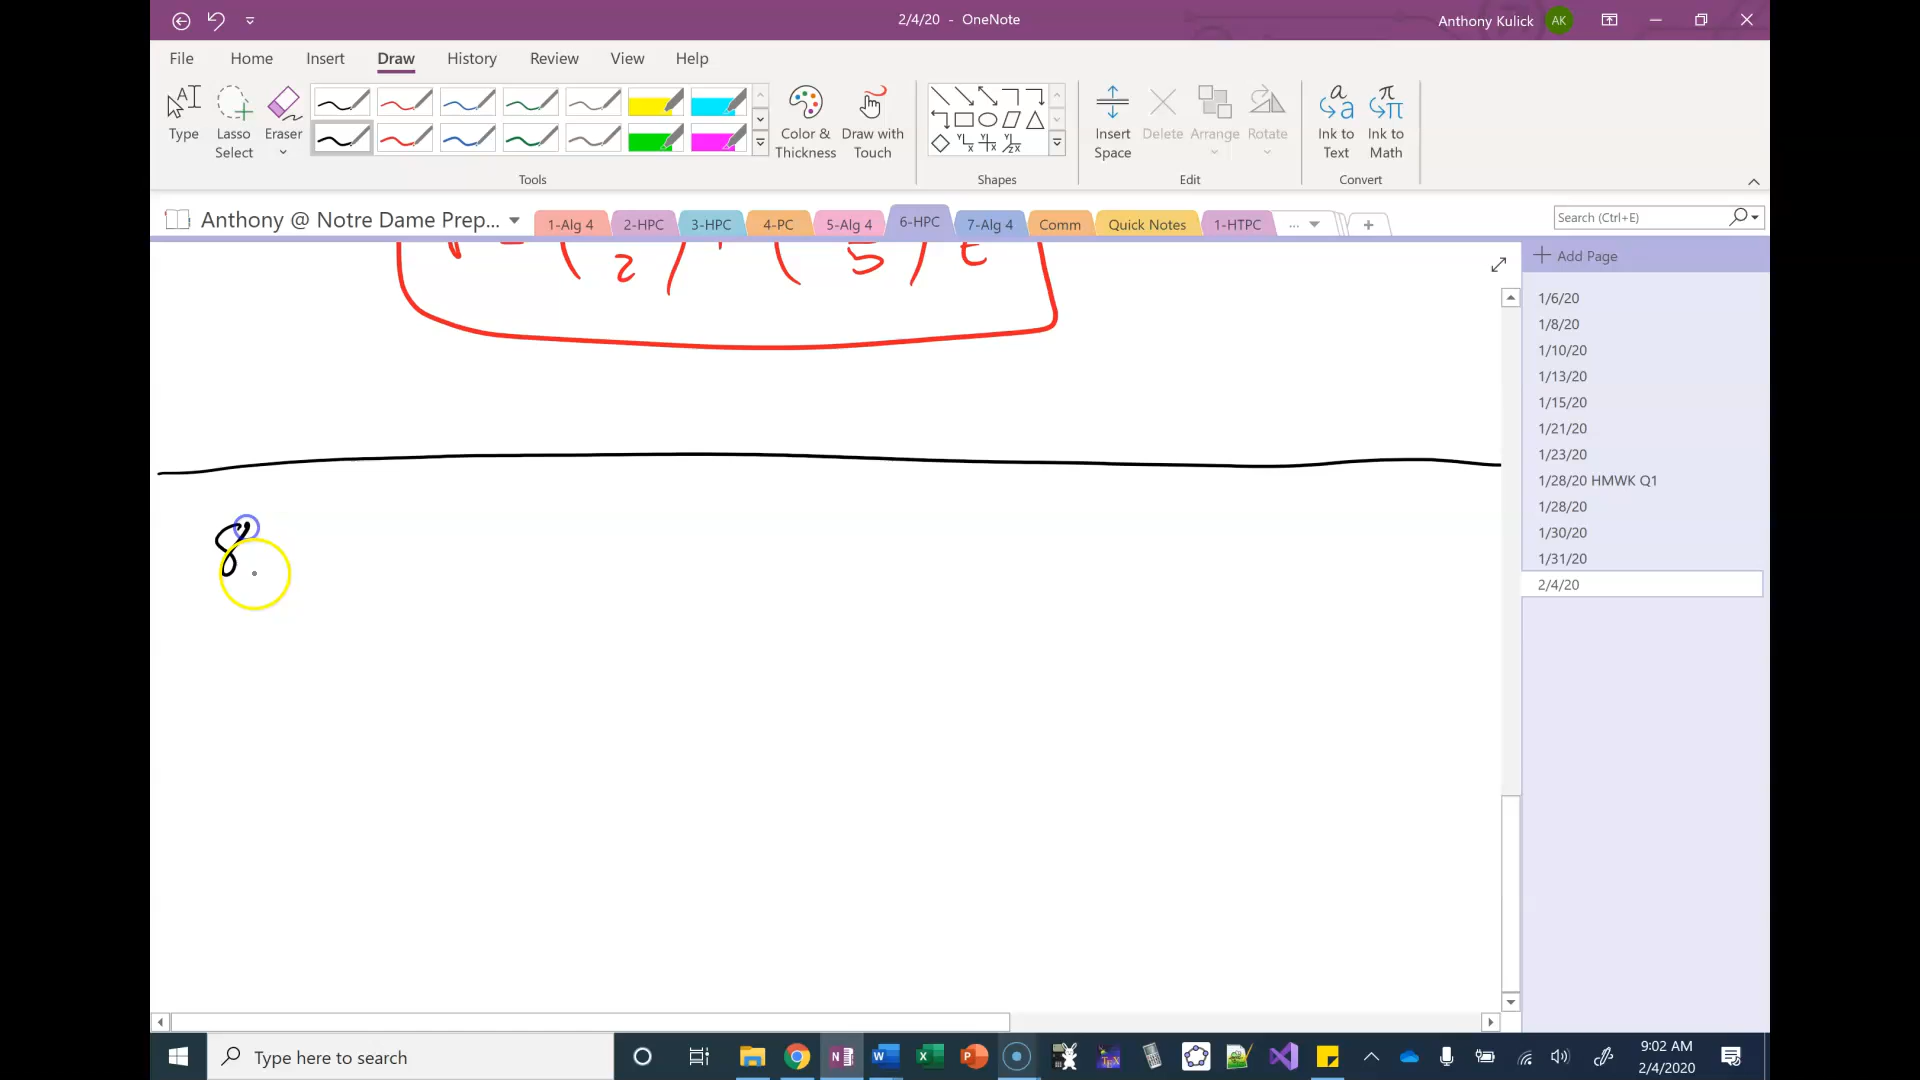 2/4/20 - OneNote
Anthony Kulick AK
File Home Insert Draw History Review View Help
Type
Lasso Select
Eraser
Color & Thickness
Draw with Touch
Insert Space
Delete
Arrange
Rotate
Ink to Text
Ink to Math
Tools Shapes Edit Convert
Anthony @ Notre Dame Prep... 1-Alg 4 2-HPC 3-HPC 4-PC 5-Alg 4 6-HPC 7-Alg 4 Comm Quick Notes 1-HTPC ... Search (Ctrl+E)
Add Page
1/6/20
1/8/20
1/10/20
1/13/20
1/15/20
1/21/20
1/23/20
1/28/20 HMWK Q1
1/28/20
1/30/20
1/31/20
2/4/20
( 2 ) ( 5 ) t
8
Type here to search
9:02 AM
2/4/2020